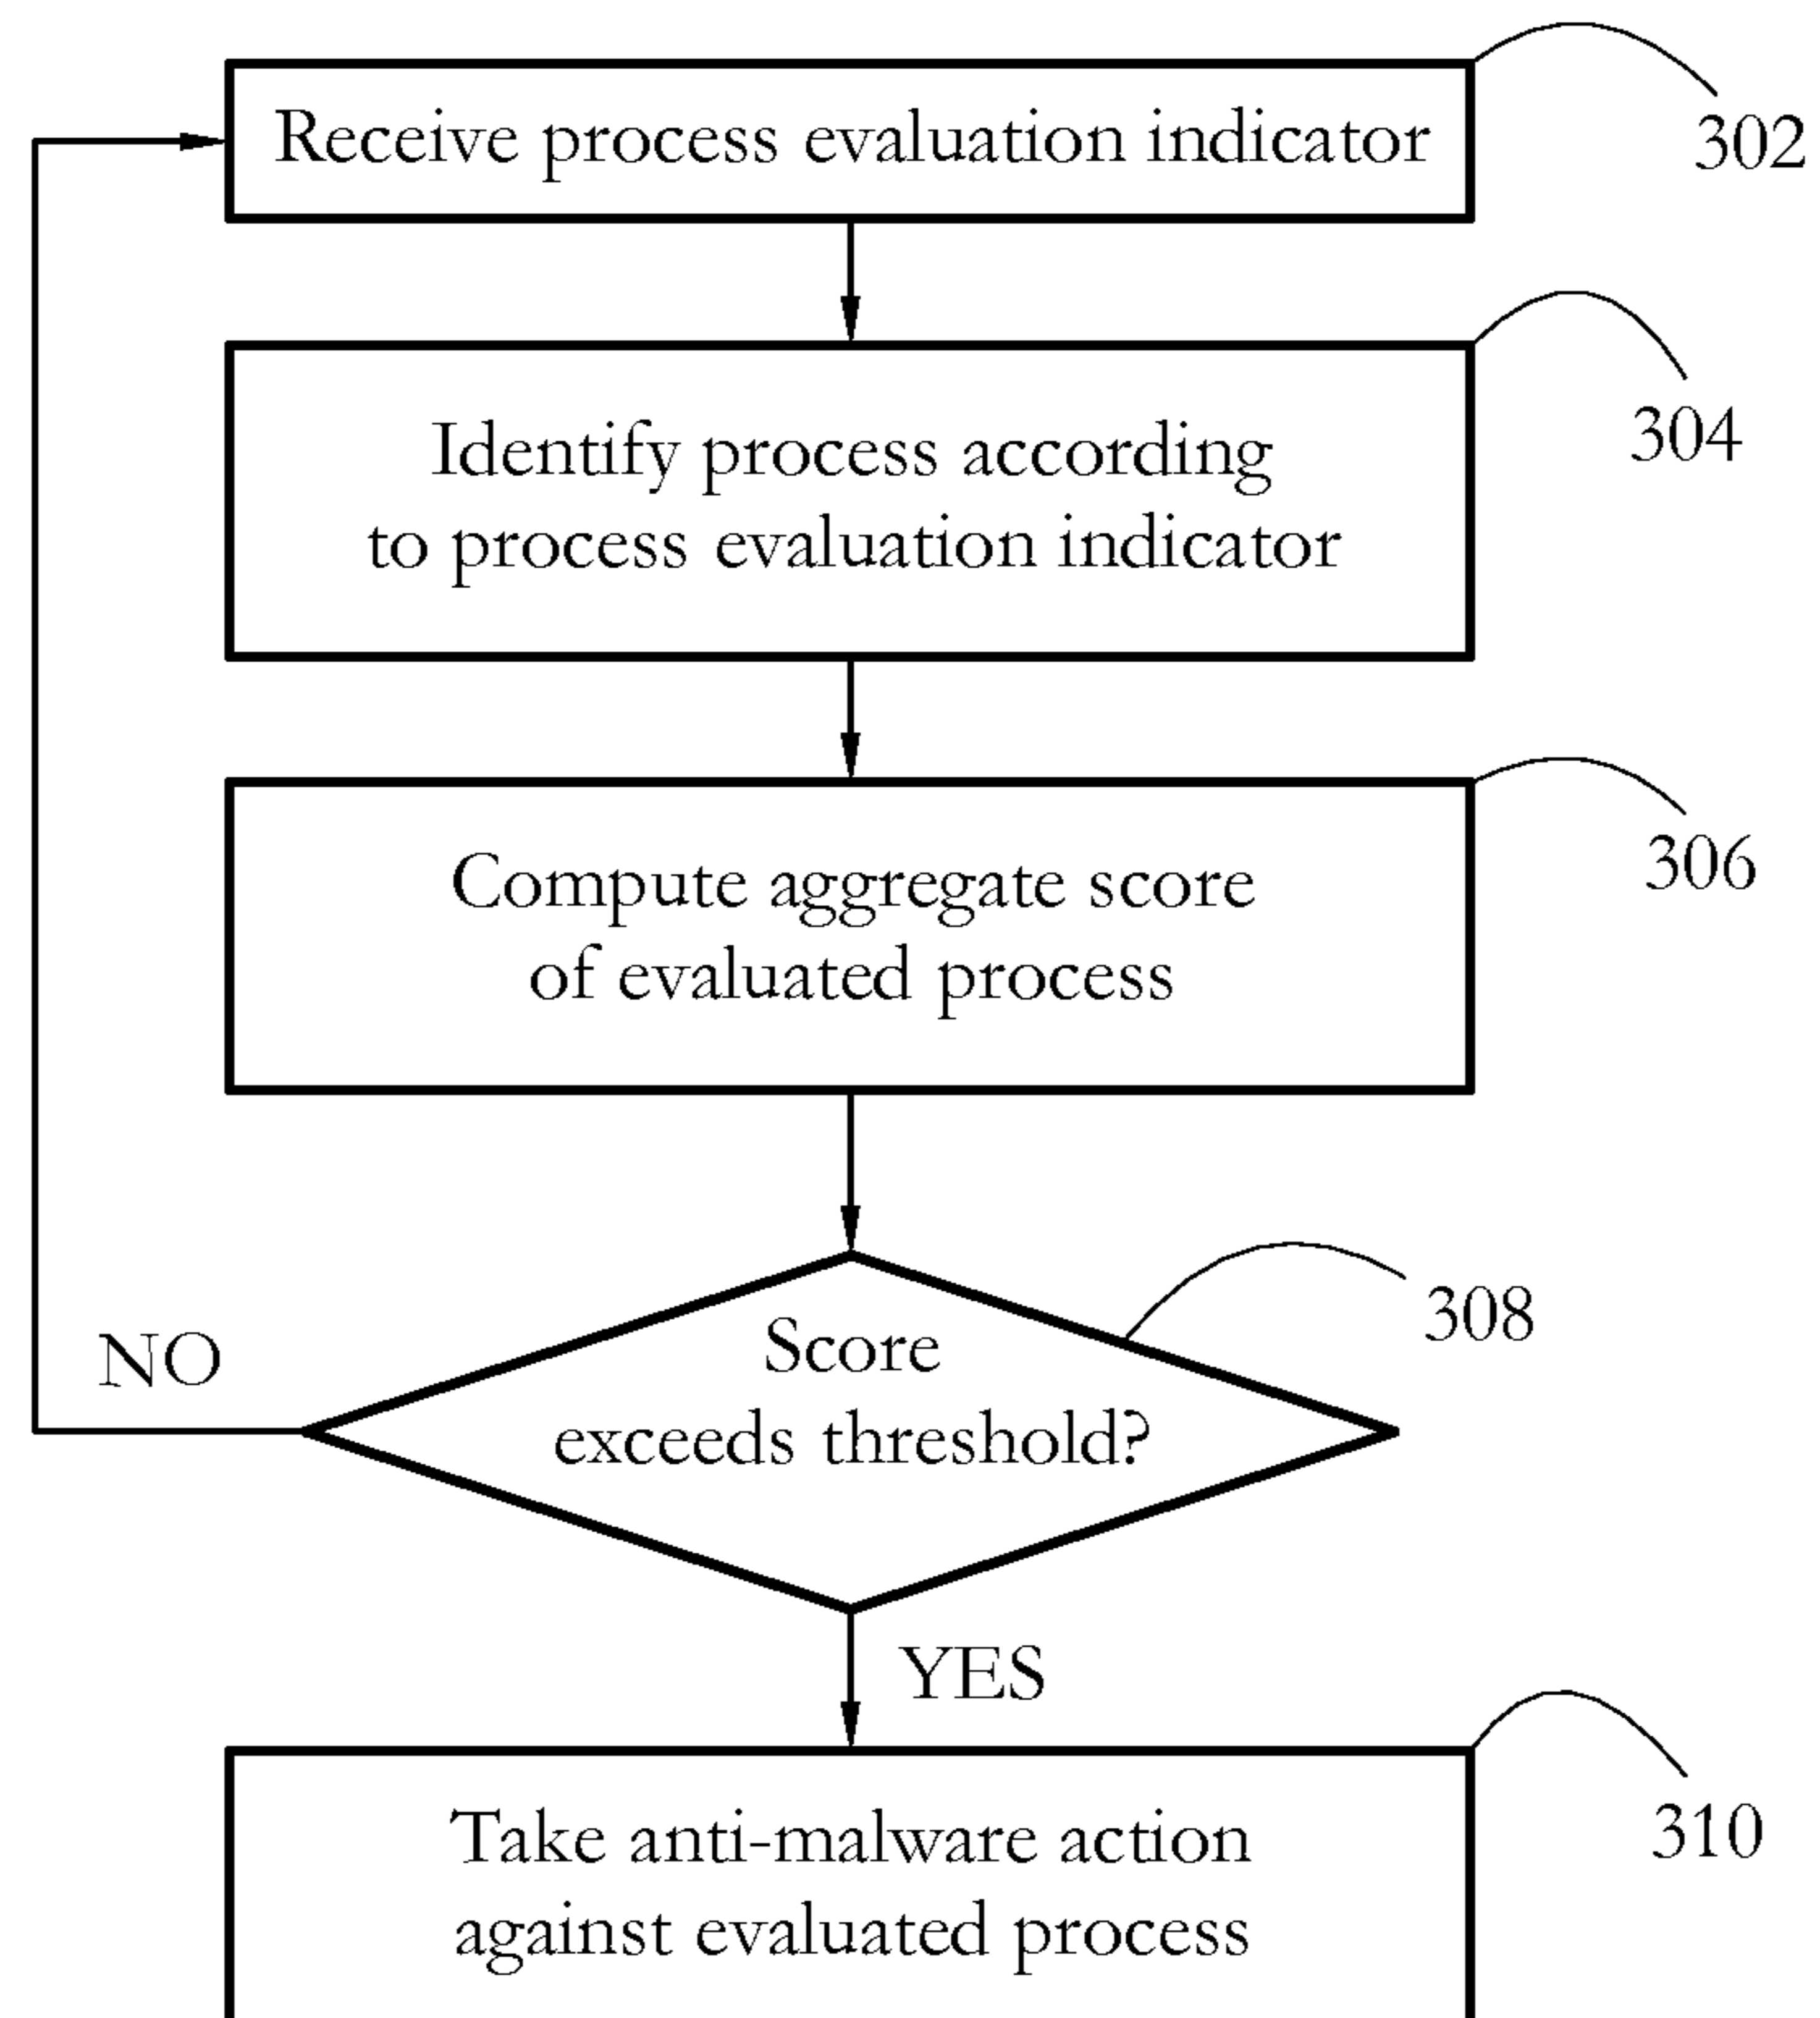 Receive process evaluation indicator
302
Identify process according
to process evaluation indicator
304
Compute aggregate score
of evaluated process
306
Score
exceeds threshold?
308
NO
YES
Take anti-malware action
against evaluated process
310